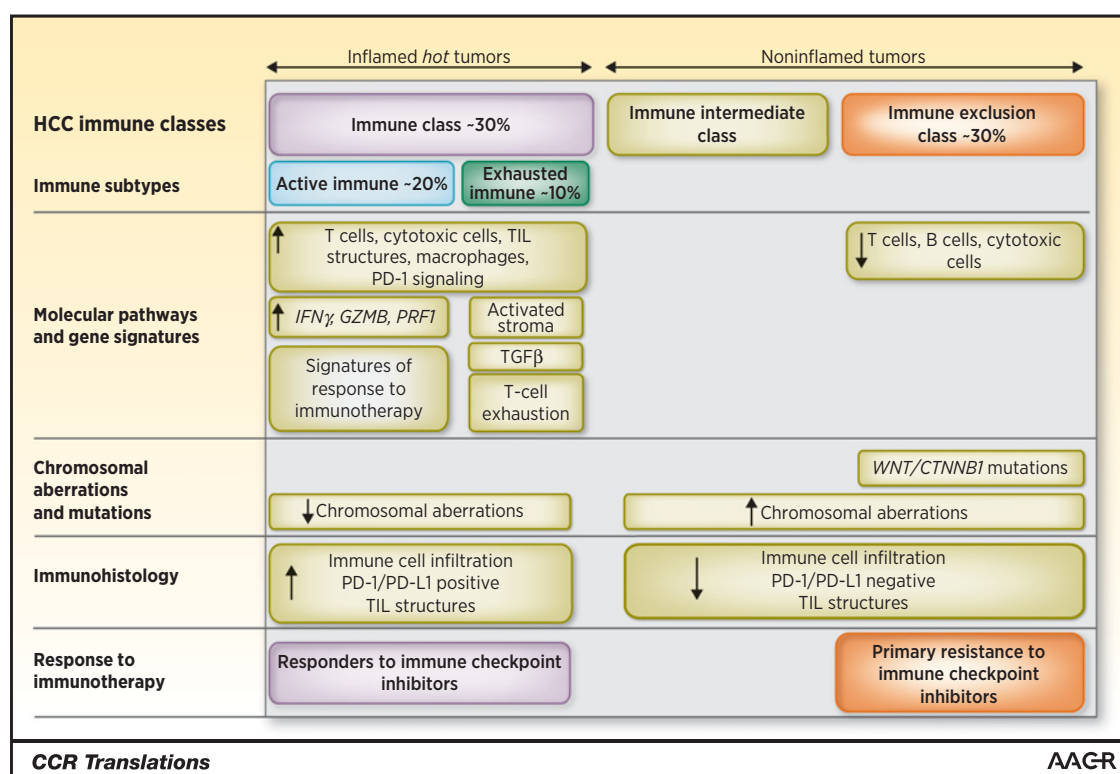 Inflamed hot tumors
Noninflamed tumors
HCC immune classes
Immune class ~30%
Immune intermediate
class
Immune exclusion
class ~30%
Immune subtypes
Active immune ~20%
Exhausted
immune ~10%
Molecular pathways
and gene signatures
↑
T cells, cytotoxic cells, TIL
structures, macrophages,
PD-1 signaling
↑ IFNγ, GZMB, PRF1
Signatures of
response to
immunotherapy
Activated
stroma
TGFβ
T-cell
exhaustion
↓
T cells, B cells, cytotoxic
cells
Chromosomal
aberrations
and mutations
WNT/CTNNB1 mutations
↓ Chromosomal aberrations
↑ Chromosomal aberrations
Immunohistology
↑
Immune cell infiltration
PD-1/PD-L1 positive
TIL structures
↓
Immune cell infiltration
PD-1/PD-L1 negative
TIL structures
Response to
immunotherapy
Responders to immune checkpoint
inhibitors
Primary resistance to
immune checkpoint
inhibitors
CCR Translations
AACR